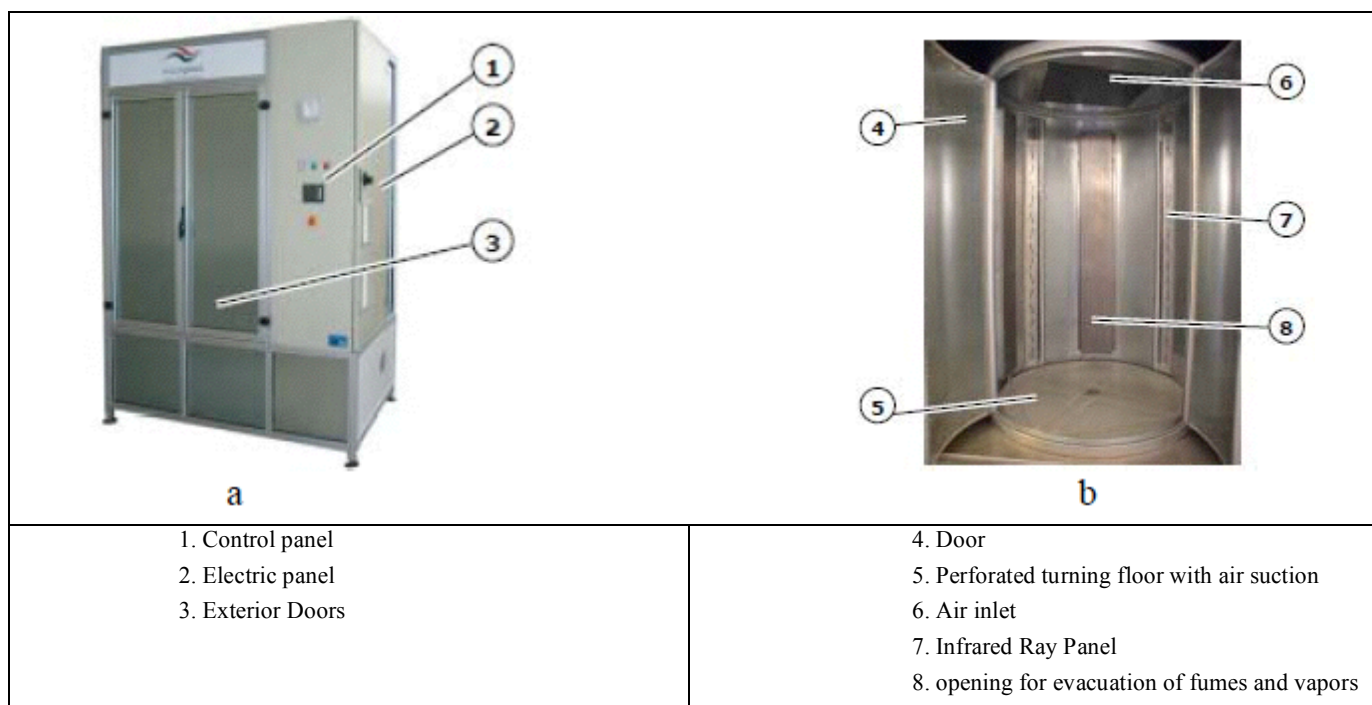 1
2
3
4
5
6
7
8
a
b
1. Control panel
2. Electric panel
3. Exterior Doors
4. Door
5. Perforated turning floor with air suction
6. Air inlet
7. Infrared Ray Panel
8. opening for evacuation of fumes and vapors